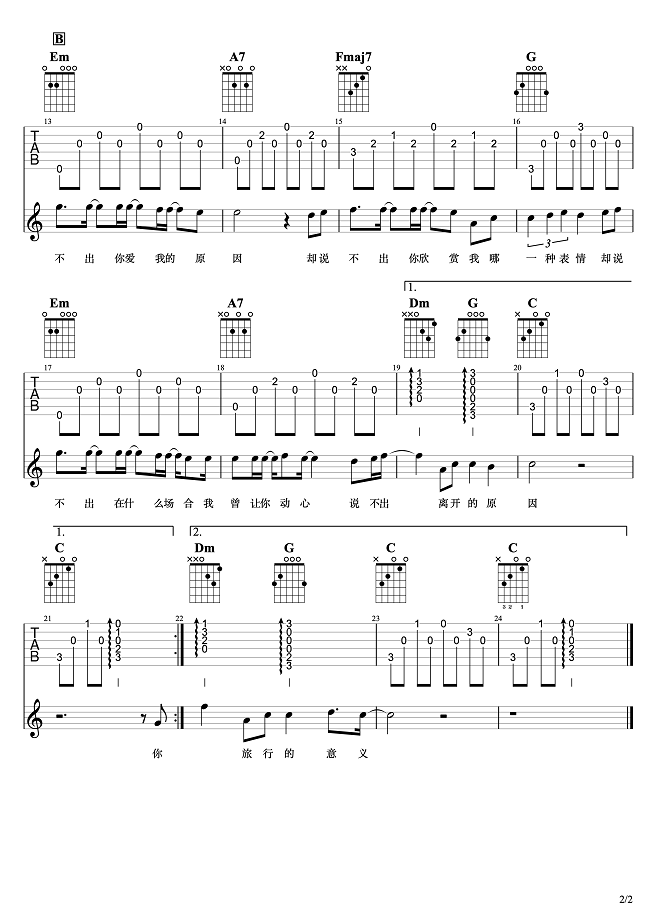 B
Em A7 Fmaj7 G
13 14 15 16
不 出 你爱 我的 原 因 却说 不 出 你欣 赏 我 哪 一 种 表 情 却说
1.
Em A7 Dm G C
17 18 19 20
不 出 在什 么场 合 我 曾 让你 动 心 说 不出 离开 的 原 因
1. 2.
C Dm G C C
3 2 1
21 22 23 24
你 旅 行 的 意 义
2/2